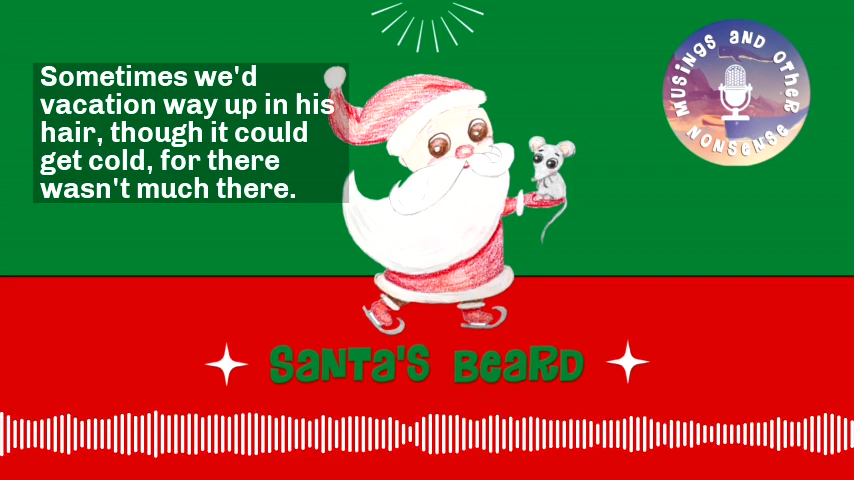 Sometimes we'd
vacation way up in his
hair, though it could
get cold, for there
wasn't much there.
MUSiNGS aND OTHeR
NONSeNSe
SaNTa'S BeaRD